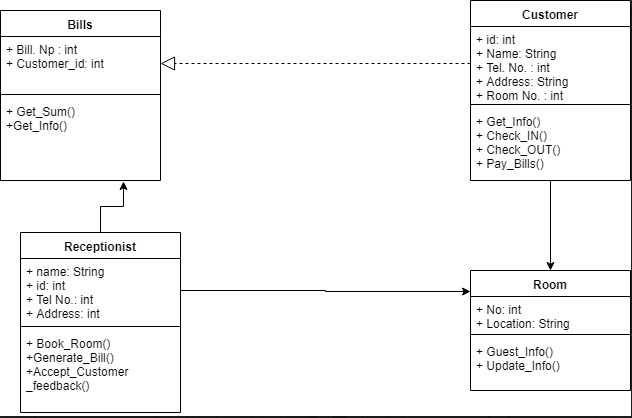 Bills
+ Bill. Np : int
+ Customer_id: int
+ Get_Sum()
+Get_Info()
Customer
+ id: int
+ Name: String
+ Tel. No. : int
+ Address: String
+ Room No. : int
+ Get_Info()
+ Check_IN()
+ Check_OUT()
+ Pay_Bills()
Receptionist
+ name: String
+ id: int
+ Tel No.: int
+ Address: int
+ Book_Room()
+Generate_Bill()
+Accept_Customer
_feedback()
Room
+ No: int
+ Location: String
+ Guest_Info()
+ Update_Info()